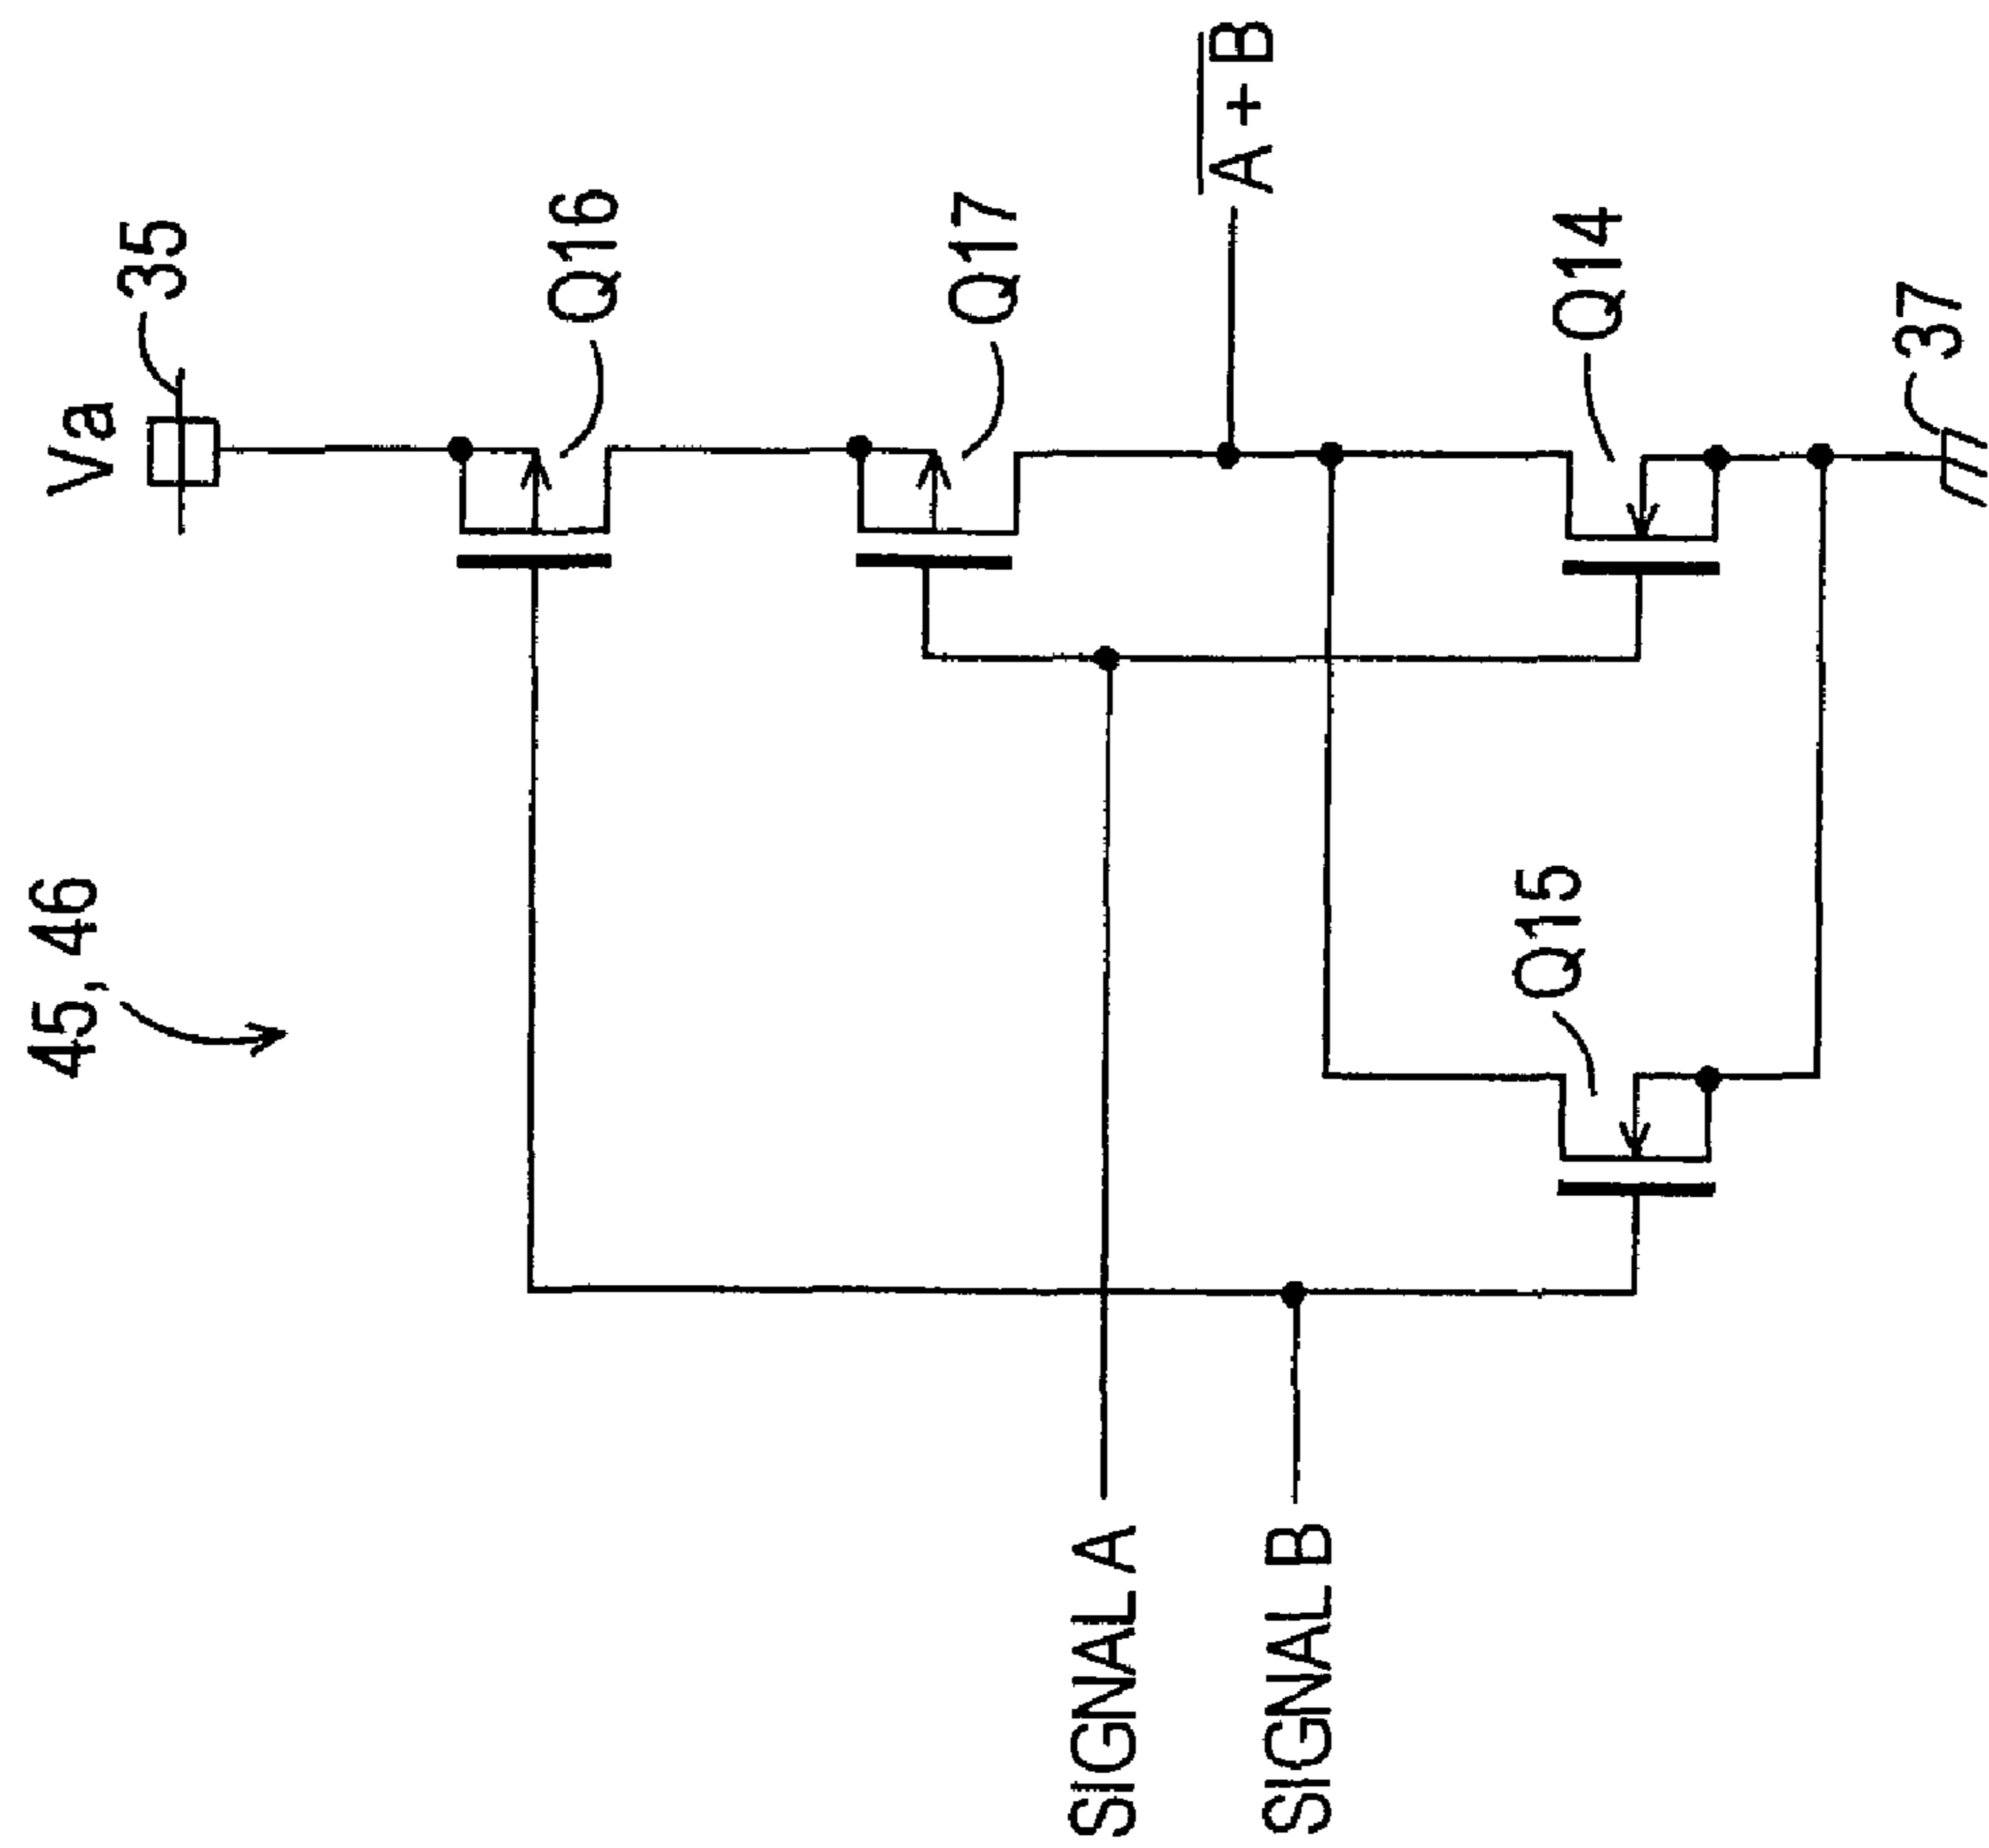 45, 46
Va
35
Q16
Q17
A + B
Q14
Q15
37
SIGNAL A
SIGNAL B